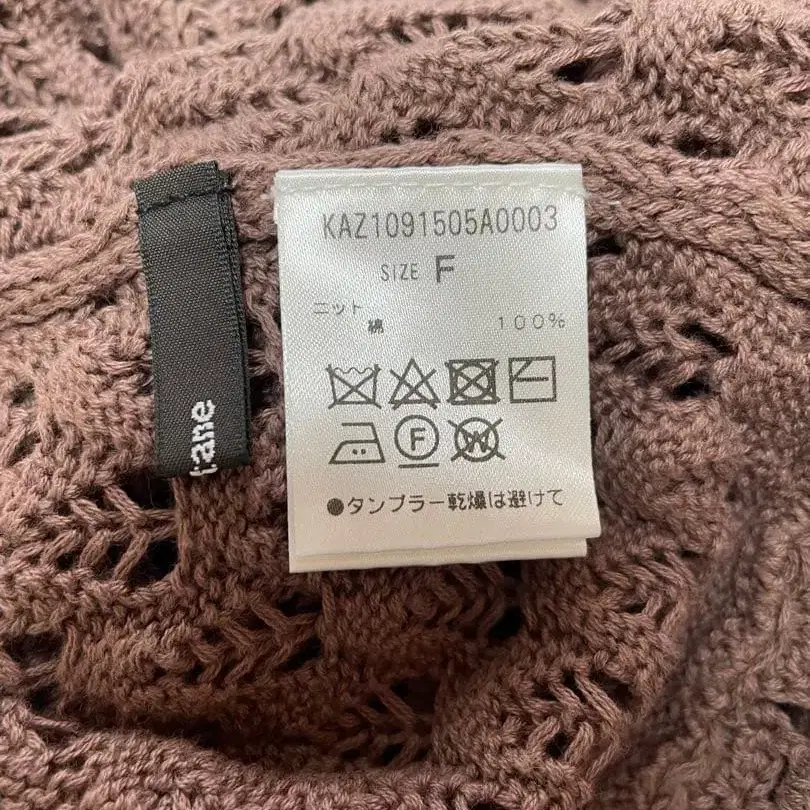 KAZ1091505A0003
SIZE F
ニット
綿 100%
F W
●タンブラー乾燥は避けて
tane